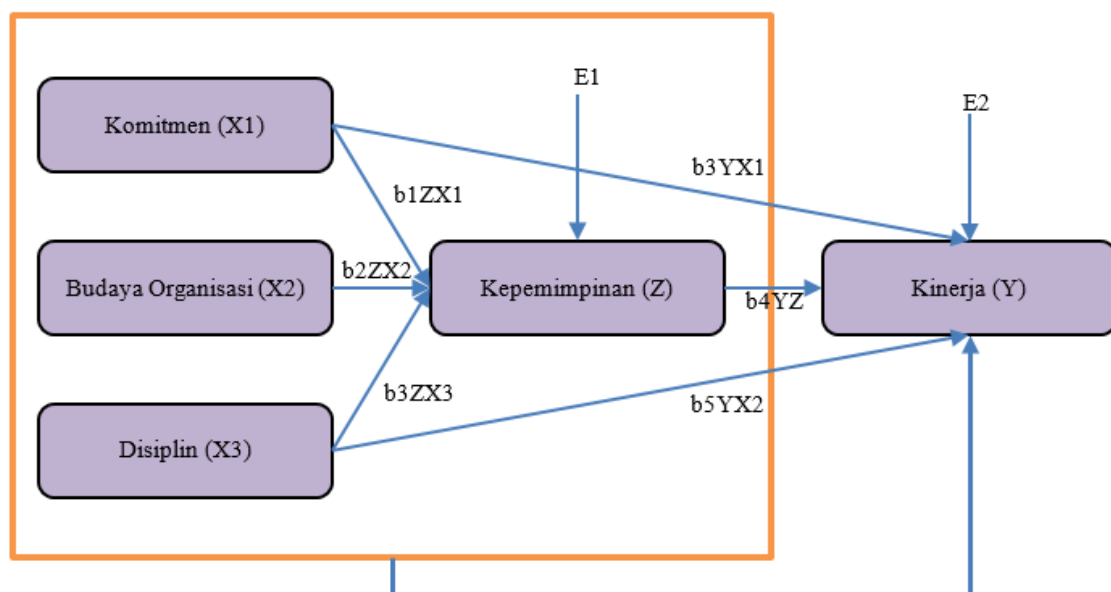 E1
E2
Komitmen (X1)
b3YX1
b1ZX1
Budaya Organisasi (X2)
b2ZX2
Kepemimpinan (Z)
b4YZ
Kinerja (Y)
b3ZX3
b5YX2
Disiplin (X3)